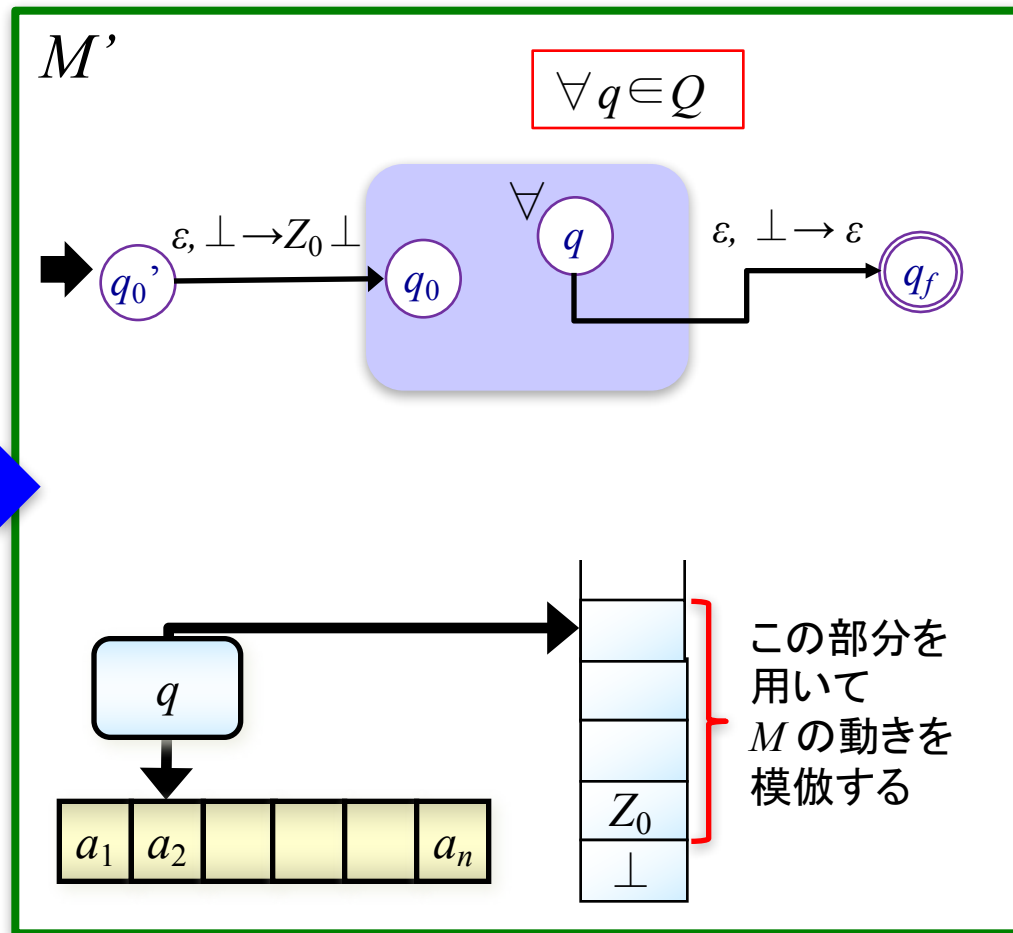 M’
∀q∈Q
∀
ε, ⊥→Z₀⊥
q₀’
q₀
q
ε, ⊥→ε
q_f
q
a₁ a₂ aₙ
Z₀
⊥
この部分を
用いて
M の動きを
模倣する